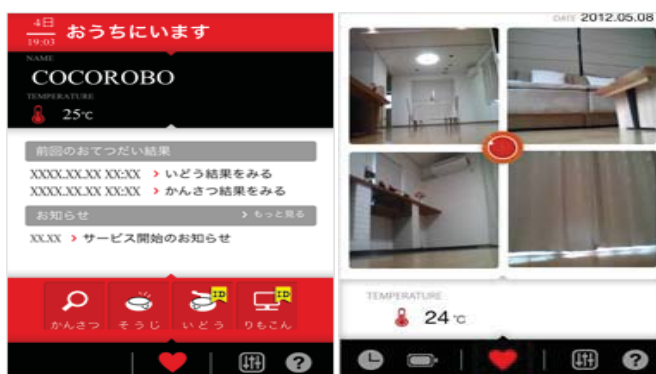 4日
19:03
おうちにいます
NAME
COCOROBO
TEMPERATURE
25℃
前回のおてつだい結果
XXXX.XX.XX XX:XX > いどう結果をみる
XXXX.XX.XX XX:XX > かんさつ結果をみる
お知らせ > もっと見る
XX.XX > サービス開始のお知らせ
かんさつ そうじ いどう りもこん
ID ID
?
DATE 2012.05.08
TEMPERATURE
24℃
?